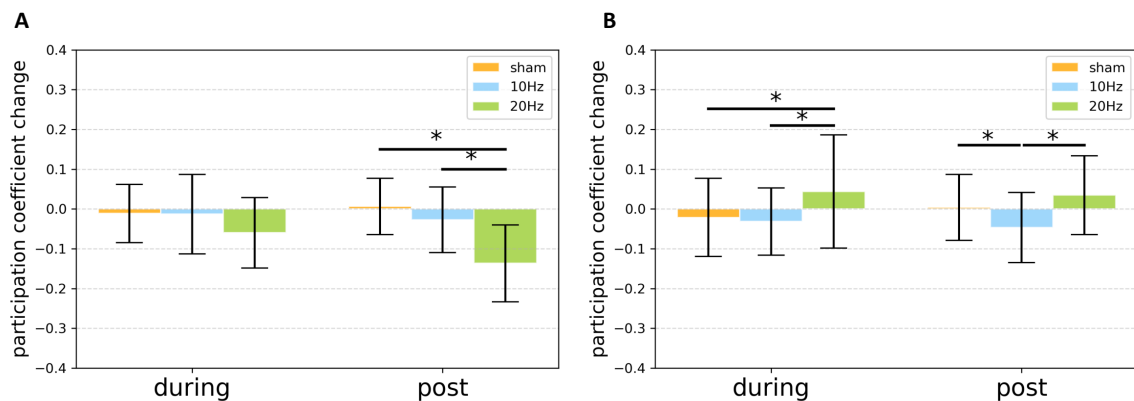 A
participation coefficient change
0.4
0.3
0.2
0.1
0.0
−0.1
−0.2
−0.3
−0.4
sham
10Hz
20Hz
*
*
during
post
B
participation coefficient change
0.4
0.3
0.2
0.1
0.0
−0.1
−0.2
−0.3
−0.4
sham
10Hz
20Hz
*
*
*
*
during
post